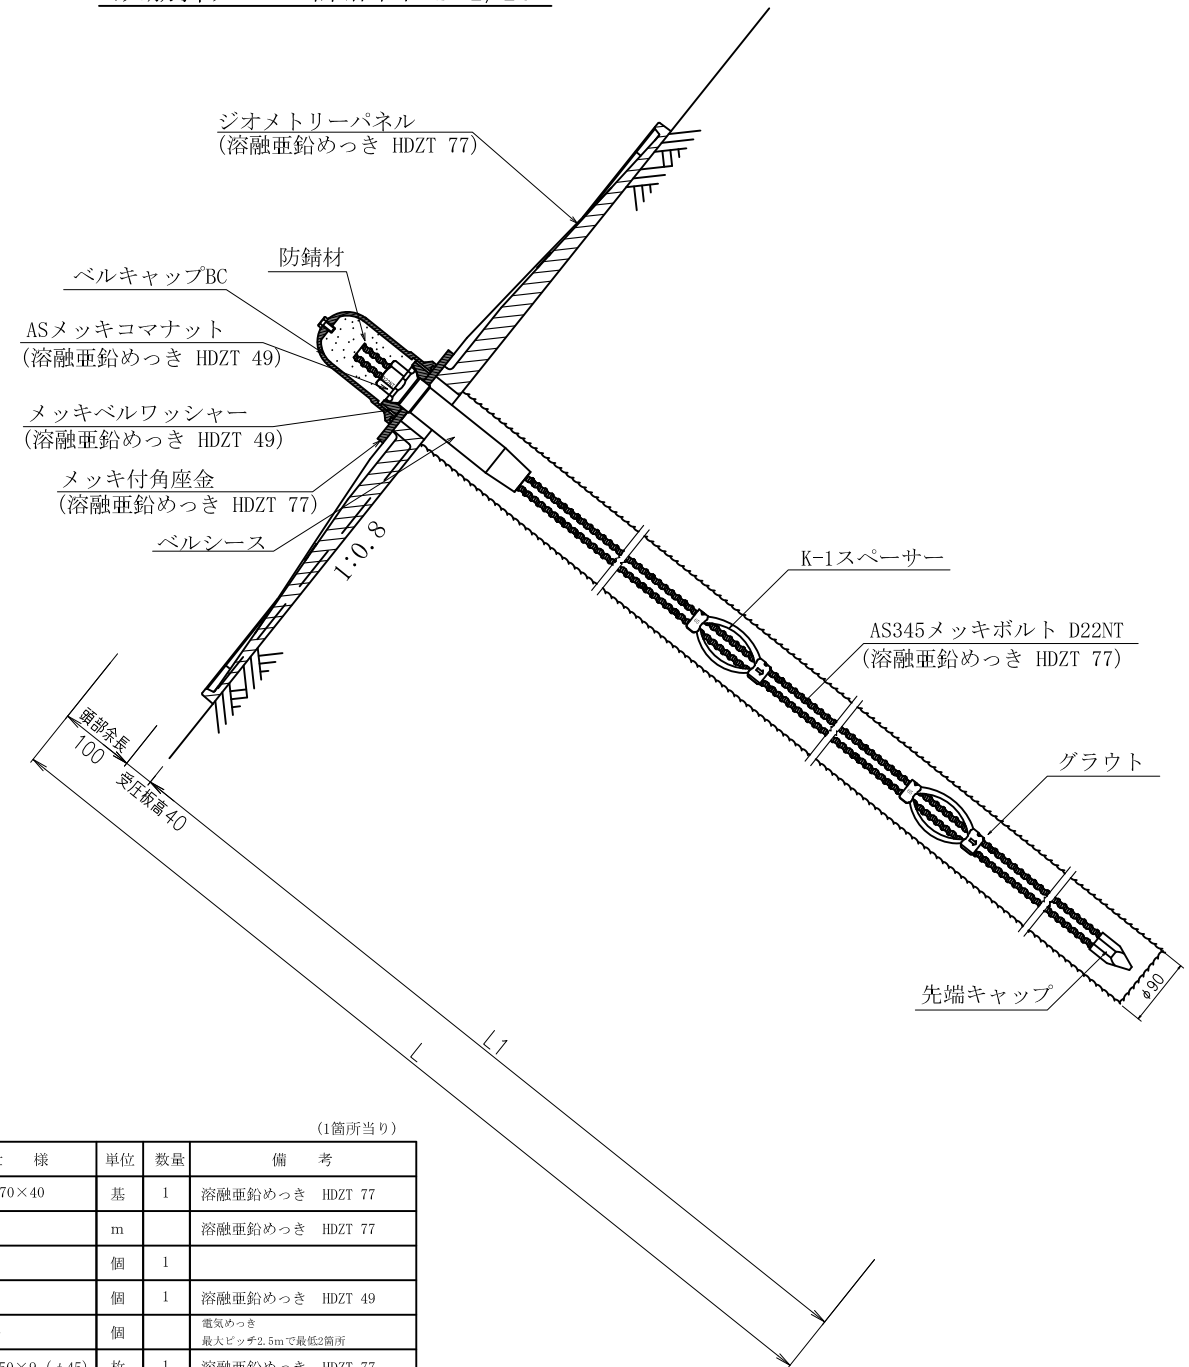 ジオメトリーパネル
(溶融亜鉛めっき HDZT 77)
防錆材
ベルキャップBC
ASメッキコマナット
(溶融亜鉛めっき HDZT 49)
メッキベルワッシャー
(溶融亜鉛めっき HDZT 49)
メッキ付角座金
(溶融亜鉛めっき HDZT 77)
ベルシース
1:0.8
K-1スペーサー
AS345メッキボルト D22NT
(溶融亜鉛めっき HDZT 77)
グラウト
先端キャップ
φ90
頭部余長
100
受圧板高40
L1
L
(1箇所当り)
様 単位 数量 備 考
70×40 基 1 溶融亜鉛めっき HDZT 77
m 溶融亜鉛めっき HDZT 77
個 1
個 1 溶融亜鉛めっき HDZT 49
個 電気めっき
最大ピッチ2.5mで最低2箇所
50×9 (φ45) 枚 1 溶融亜鉛めっき HDZT 77